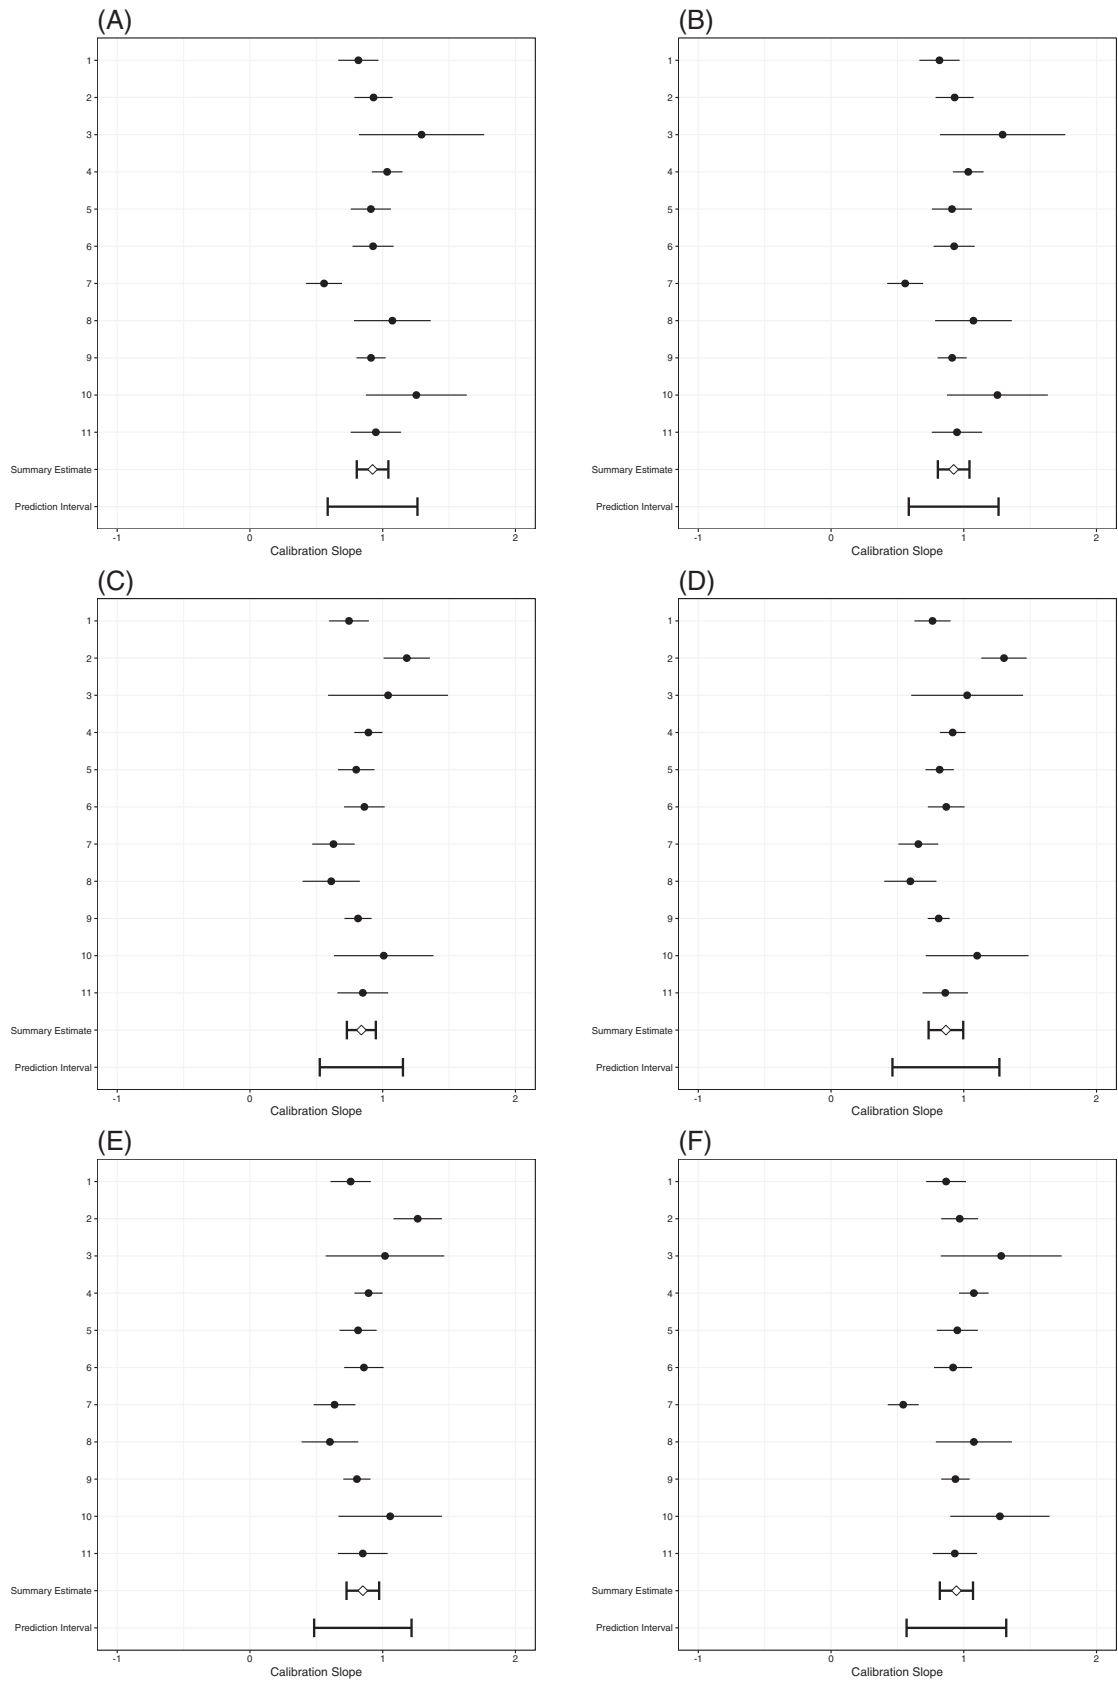 (A)
1
2
3
4
5
6
7
8
9
10
11
Summary Estimate
Prediction Interval
-1 0 1 2
Calibration Slope
(B)
1
2
3
4
5
6
7
8
9
10
11
Summary Estimate
Prediction Interval
-1 0 1 2
Calibration Slope
(C)
1
2
3
4
5
6
7
8
9
10
11
Summary Estimate
Prediction Interval
-1 0 1 2
Calibration Slope
(D)
1
2
3
4
5
6
7
8
9
10
11
Summary Estimate
Prediction Interval
-1 0 1 2
Calibration Slope
(E)
1
2
3
4
5
6
7
8
9
10
11
Summary Estimate
Prediction Interval
-1 0 1 2
Calibration Slope
(F)
1
2
3
4
5
6
7
8
9
10
11
Summary Estimate
Prediction Interval
-1 0 1 2
Calibration Slope